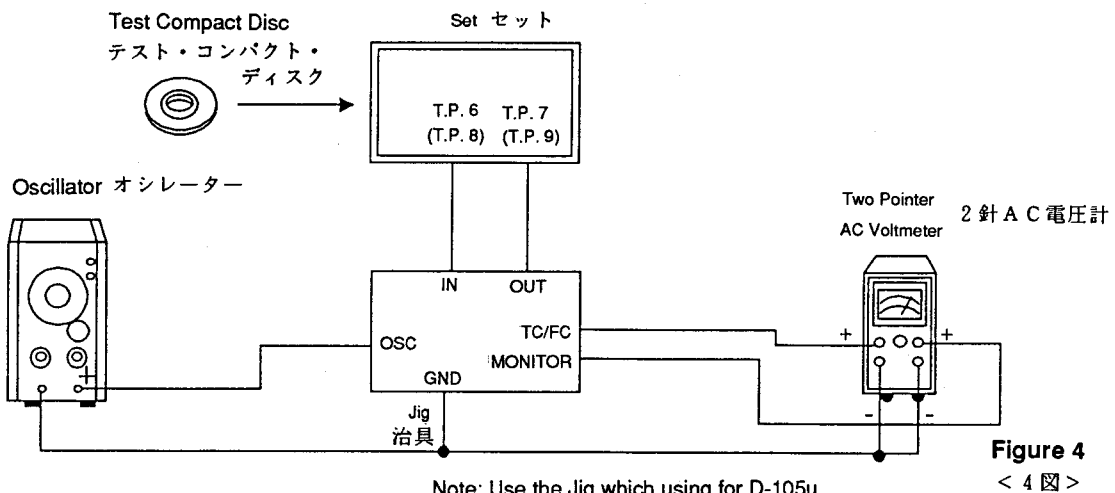 Test Compact Disc
テスト・コンパクト・
ディスク
Set セット
T.P. 6 T.P. 7
(T.P. 8) (T.P. 9)
Oscillator オシレーター
Two Pointer
AC Voltmeter
2針AC電圧計
IN OUT
OSC
TC/FC
MONITOR
GND
+
+
+
-
-
Jig
治具
Figure 4
<4図>
Note: Use the Jig which using for D-105u